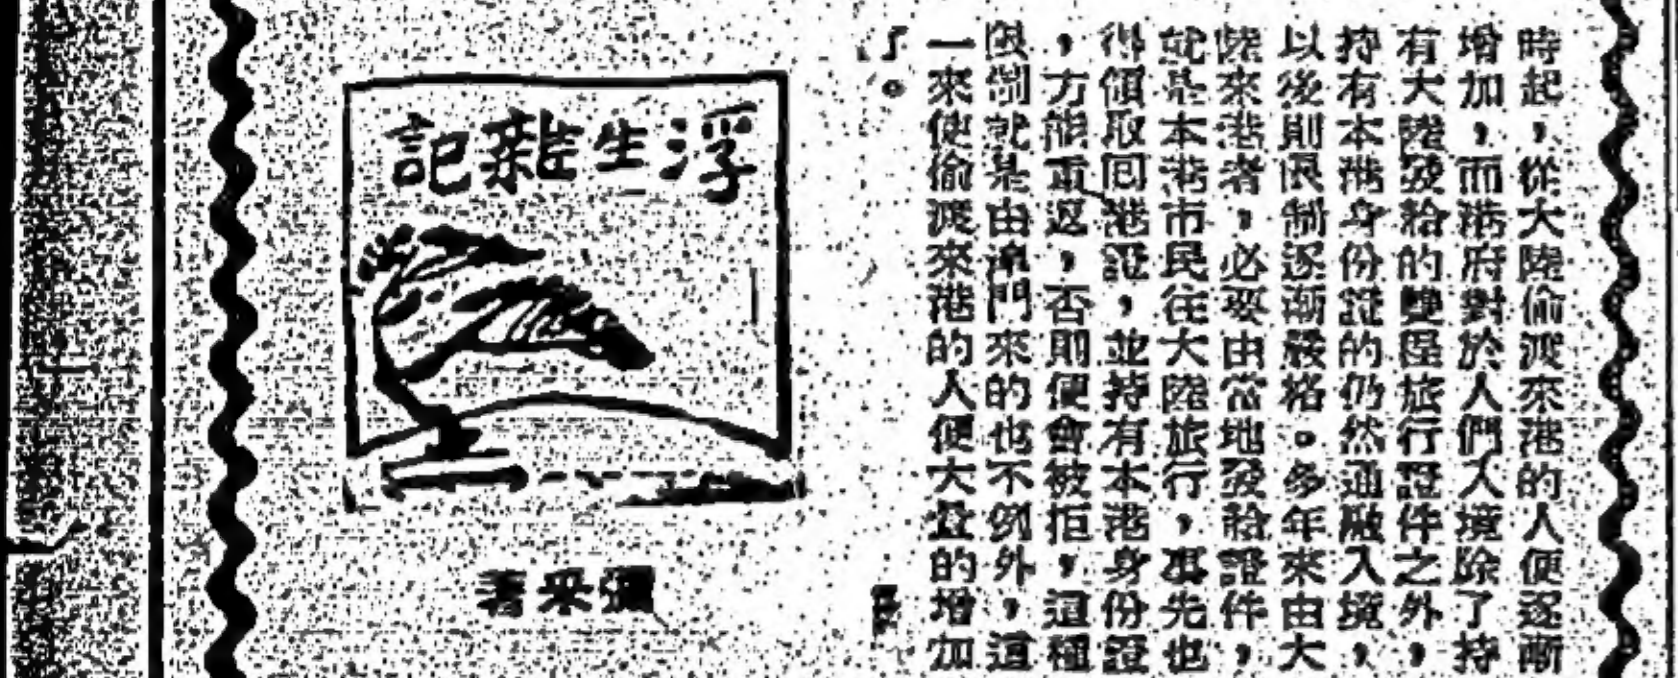 時起，從大陸偷渡來港的人便逐漸
增加，而港府對於人們入境除了持
有大陸發給的雙程旅行證件之外，
持有本港身份證的仍然通融入境，
以後則限制逐漸嚴格。多年來由大
陸來港者，必要由當地發給證件，
就是本港市民往大陸旅行，事先也
得領取回港證，並持有本港身份證
，方能重返，否則便會被拒，這種
限制就是由澳門來的也不例外，這
一來使偷渡來港的人便大量的增加
了。
浮生雜記
彌來著